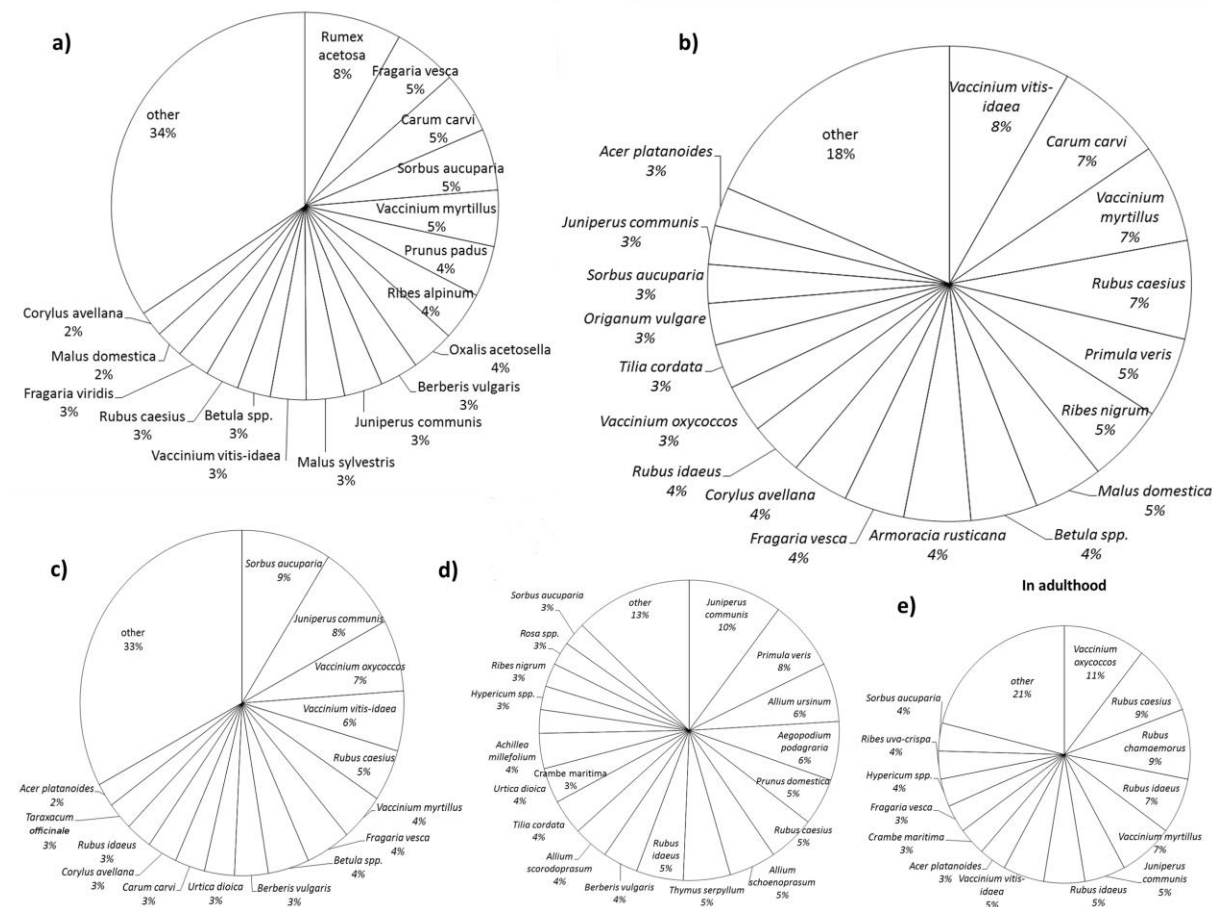 a)
Rumex
acetosa
8%
Fragaria vesca
5%
Carum carvi
5%
Sorbus aucuparia
5%
Vaccinium myrtillus
5%
Prunus padus
4%
Ribes alpinum
4%
Oxalis acetosella
4%
Berberis vulgaris
3%
Juniperus communis
3%
Malus sylvestris
3%
Vaccinium vitis-idaea
3%
Betula spp.
3%
Rubus caesius
3%
Fragaria viridis
3%
Malus domestica
2%
Corylus avellana
2%
other
34%
b)
Vaccinium vitis-
idaea
8%
Carum carvi
7%
Vaccinium
myrtillus
7%
Rubus caesius
7%
Primula veris
5%
Ribes nigrum
5%
Malus domestica
5%
Betula spp.
4%
Armoracia rusticana
4%
Fragaria vesca
4%
Corylus avellana
4%
Rubus idaeus
4%
Vaccinium oxycoccos
3%
Tilia cordata
3%
Origanum vulgare
3%
Sorbus aucuparia
3%
Juniperus communis
3%
Acer platanoides
3%
other
18%
c)
Sorbus aucuparia
9%
Juniperus communis
8%
Vaccinium oxycoccos
7%
Vaccinium vitis-idaea
6%
Rubus caesius
5%
Vaccinium myrtillus
4%
Fragaria vesca
4%
Betula spp.
4%
Berberis vulgaris
3%
Urtica dioica
3%
Carum carvi
3%
Corylus avellana
3%
Rubus idaeus
3%
Taraxacum
officinale
3%
Acer platanoides
2%
other
33%
d)
Juniperus
communis
10%
Primula veris
8%
Allium ursinum
6%
Aegopodium
podagraria
6%
Prunus domestica
5%
Rubus caesius
5%
Allium
schoenoprasum
5%
Thymus serpyllum
5%
Rubus
idaeus
5%
Berberis vulgaris
4%
Allium
scorodoprasum
4%
Tilia cordata
4%
Urtica dioica
4%
Crambe maritima
3%
Achillea
millefolium
4%
Hypericum spp.
3%
Ribes nigrum
3%
Rosa spp.
3%
Sorbus aucuparia
3%
other
13%
In adulthood
e)
Vaccinium
oxycoccos
11%
Rubus caesius
9%
Rubus
chamaemorus
9%
Rubus idaeus
7%
Vaccinium myrtillus
7%
Juniperus
communis
5%
Rubus idaeus
5%
Vaccinium vitis-
idaea
5%
Acer platanoides
3%
Crambe maritima
3%
Fragaria vesca
3%
Hypericum spp.
4%
Ribes uva-crispa
4%
Sorbus aucuparia
4%
other
21%